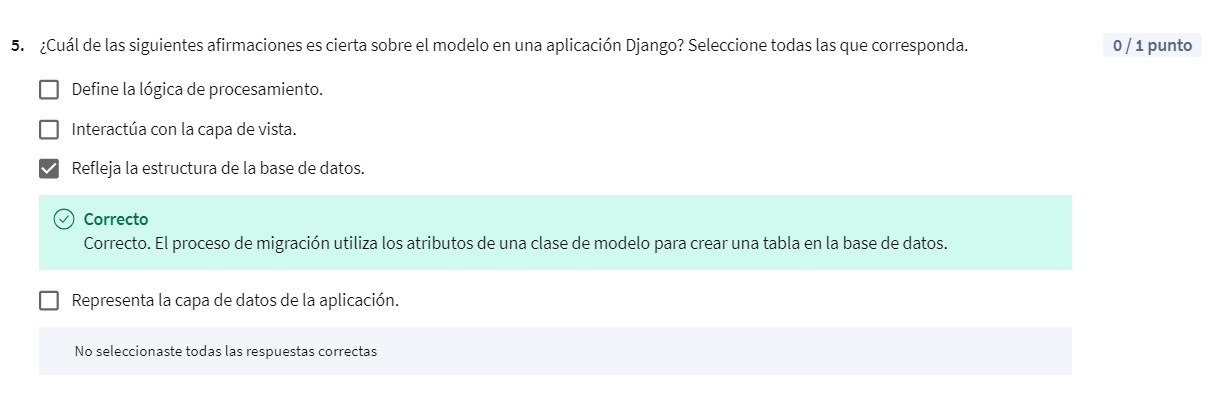 5. ¿Cuál de las siguientes afirmaciones es cierta sobre el modelo en una aplicación Django? Seleccione todas las que corresponda. 0 / 1 punto
Define la lógica de procesamiento.
Interactúa con la capa de vista.
Refleja la estructura de la base de datos.
Correcto
Correcto. El proceso de migración utiliza los atributos de una clase de modelo para crear una tabla en la base de datos.
Representa la capa de datos de la aplicación.
No seleccionaste todas las respuestas correctas